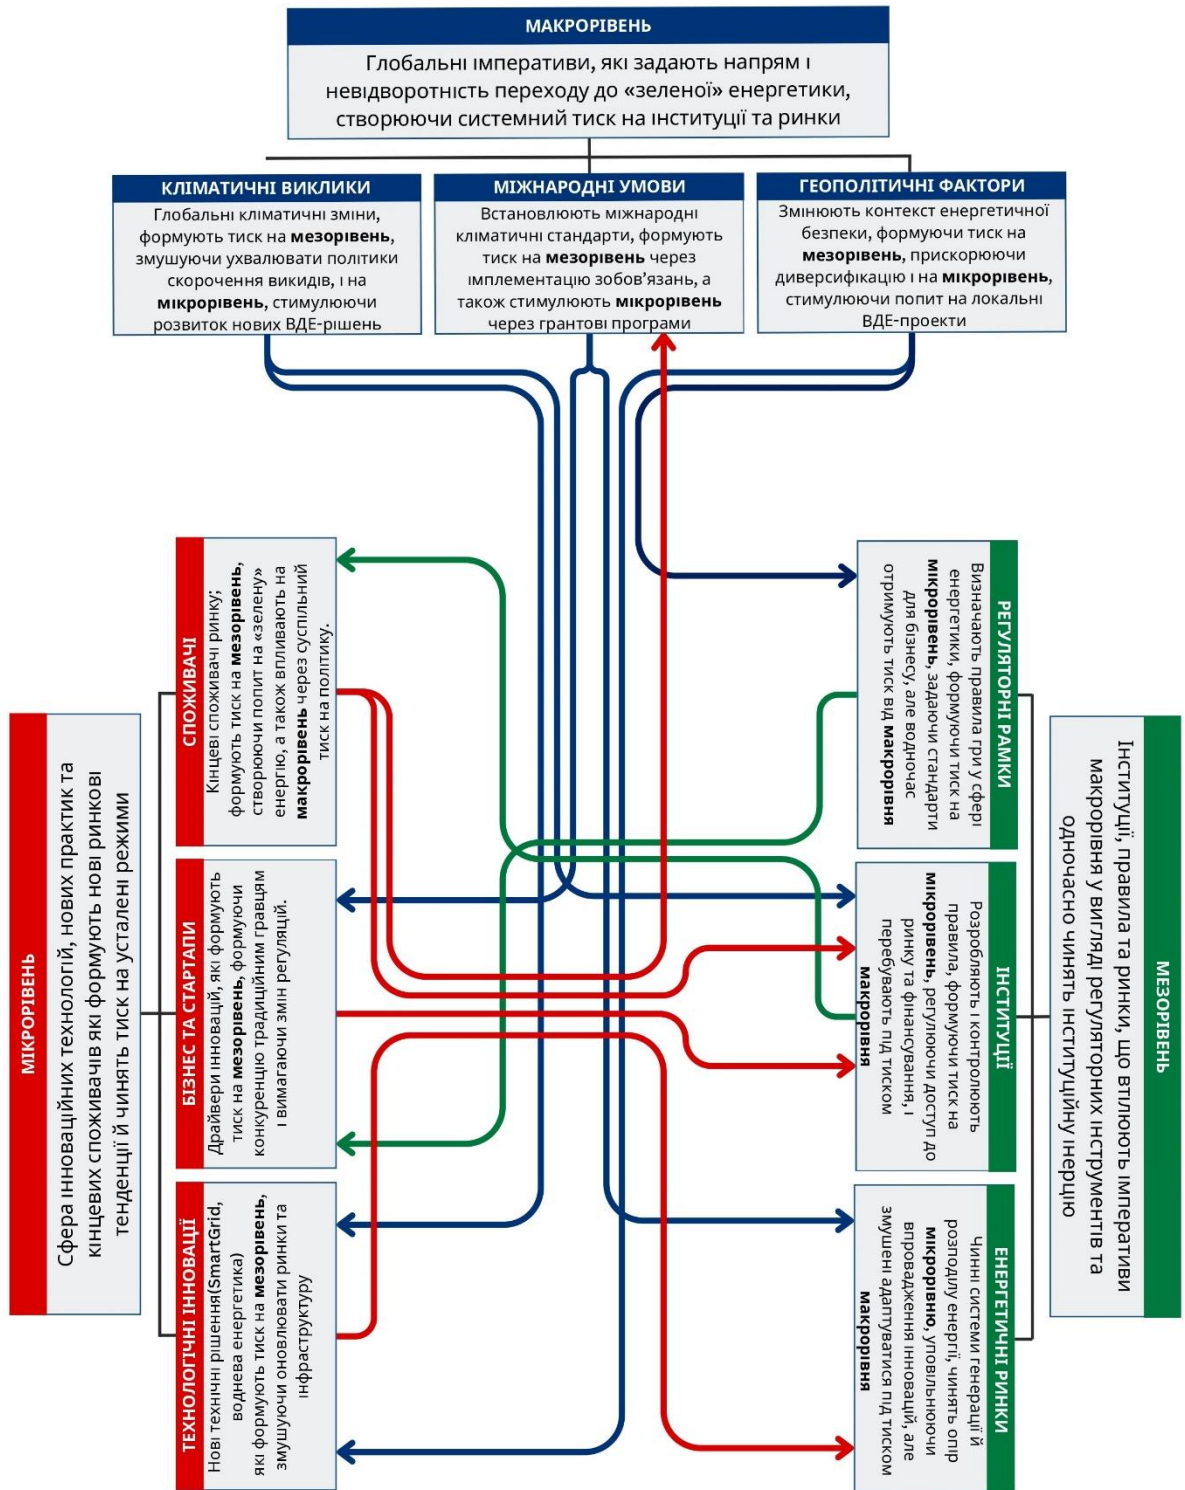 МАКРОРІВЕНЬ
Глобальні імперативи, які задають напрям і
невідворотність переходу до «зеленої» енергетики,
створюючи системний тиск на інституції та ринки
КЛІМАТИЧНІ ВИКЛИКИ
Глобальні кліматичні зміни,
формують тиск на мезорівень,
змушуючи ухвалювати політики
скорочення викидів, і на
мікрорівень, стимулюючи
розвиток нових ВДЕ-рішень
МІЖНАРОДНІ УМОВИ
Встановлюють міжнародні
кліматичні стандарти, формують
тиск на мезорівень через
імплементацію зобов’язань, а
також стимулюють мікрорівень
через грантові програми
ГЕОПОЛІТИЧНІ ФАКТОРИ
Змінюють контекст енергетичної
безпеки, формуючи тиск на
мезорівень, прискорюючи
диверсифікацію і на мікрорівень,
стимулюючи попит на локальні
ВДЕ-проекти
МІКРОРІВЕНЬ
Сфера інноваційних технологій, нових практик та
кінцевих споживачів які формують нові ринкові
тенденції й чинять тиск на усталені режими
СПОЖИВАЧІ
Кінцеві споживачі ринку;
формують тиск на мезорівень,
створюючи попит на «зелену»
енергію, а також впливають на
макрорівень через суспільний
тиск на політику.
БІЗНЕС ТА СТАРТАПИ
Драйвери інновацій, які формують
тиск на мезорівень, формуючи
конкуренцію традиційним гравцям
і вимагаючи змін регуляцій.
ТЕХНОЛОГІЧНІ ІННОВАЦІЇ
Нові технічні рішення(SmartGrid,
воднева енергетика)
які формують тиск на мезорівень,
змушуючи оновлювати ринки та
інфраструктуру
МЕЗОРІВЕНЬ
Інституції, правила та ринки, що втілюють імперативи
макрорівня у вигляді регуляторних інструментів та
одночасно чинять інституційну інерцію
РЕГУЛЯТОРНІ РАМКИ
Визначають правила гри у сфері
енергетики, формуючи тиск на
мікрорівень, задаючи стандарти
для бізнесу, але водночас
отримують тиск від макрорівня
ІНСТИТУЦІЇ
Розробляють і контролюють
правила, формуючи тиск на
мікрорівень, регулюючи доступ до
ринку та фінансування, і
перебувають під тиском
макрорівня
ЕНЕРГЕТИЧНІ РИНКИ
Чинні системи генерації й
розподілу енергії, чинять опір
мікрорівню, уповільнюючи
впровадження інновацій, але
змушені адаптуватися під тиском
макрорівня